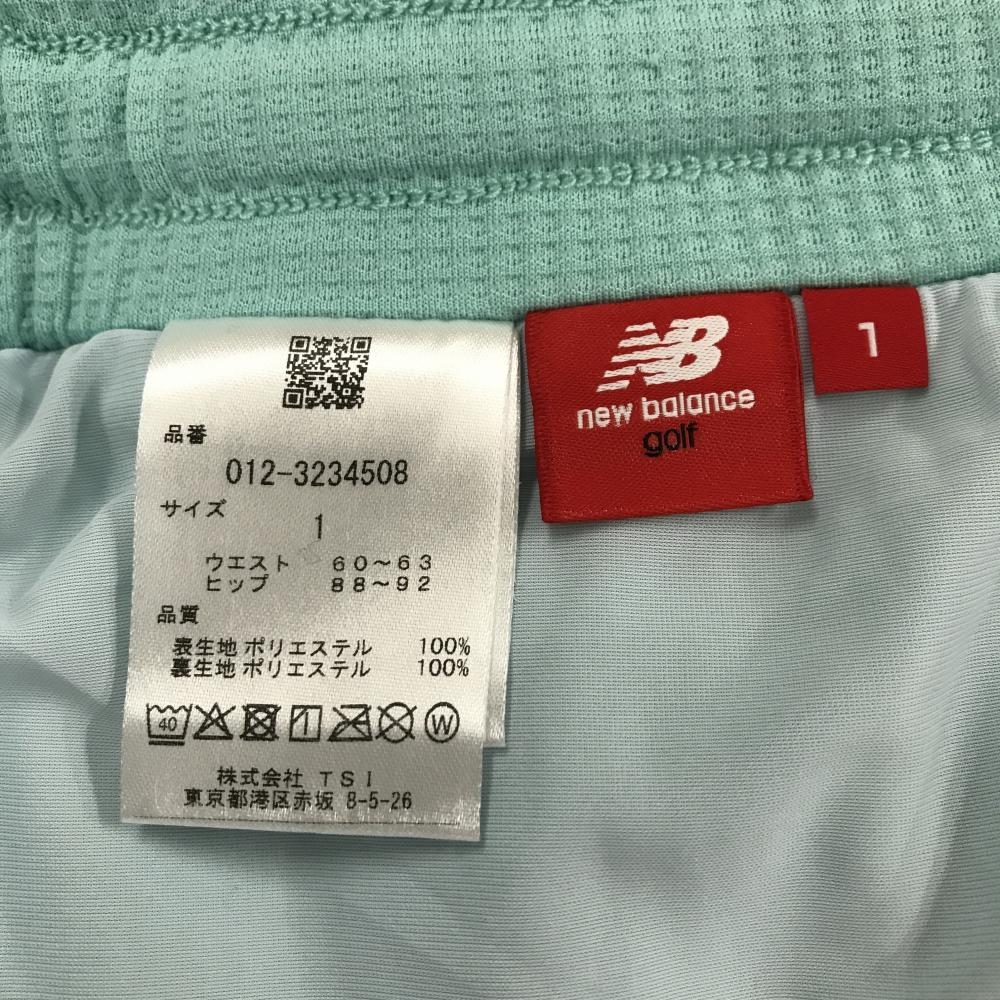 品番
012-3234508
サイズ
1
ウエスト 60～63
ヒップ 88～92
品質
表生地 ポリエステル 100%
裏生地 ポリエステル 100%
40
W
株式会社 TSI
東京都港区赤坂 8-5-26
NB
new balance
golf
1